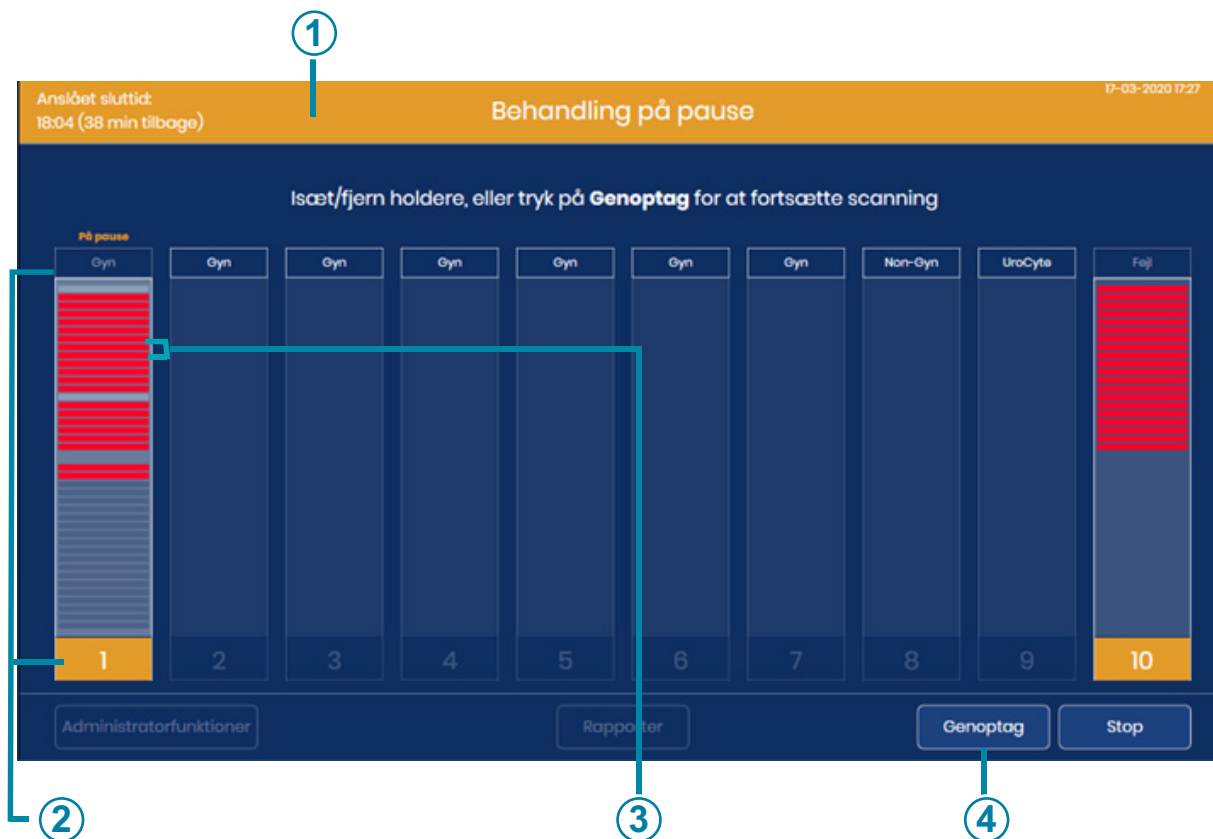 1
Anslået sluttid:
18:04 (38 min tilbage)
Behandling på pause
17-03-2020 17:27
Isæt/fjern holdere, eller tryk på Genoptag for at fortsætte scanning
På pause
Gyn Gyn Gyn Gyn Gyn Gyn Gyn Non-Gyn UroCyte Fejl
1 2 3 4 5 6 7 8 9 10
Administratorfunktioner Rapporter Genoptag Stop
2 3 4